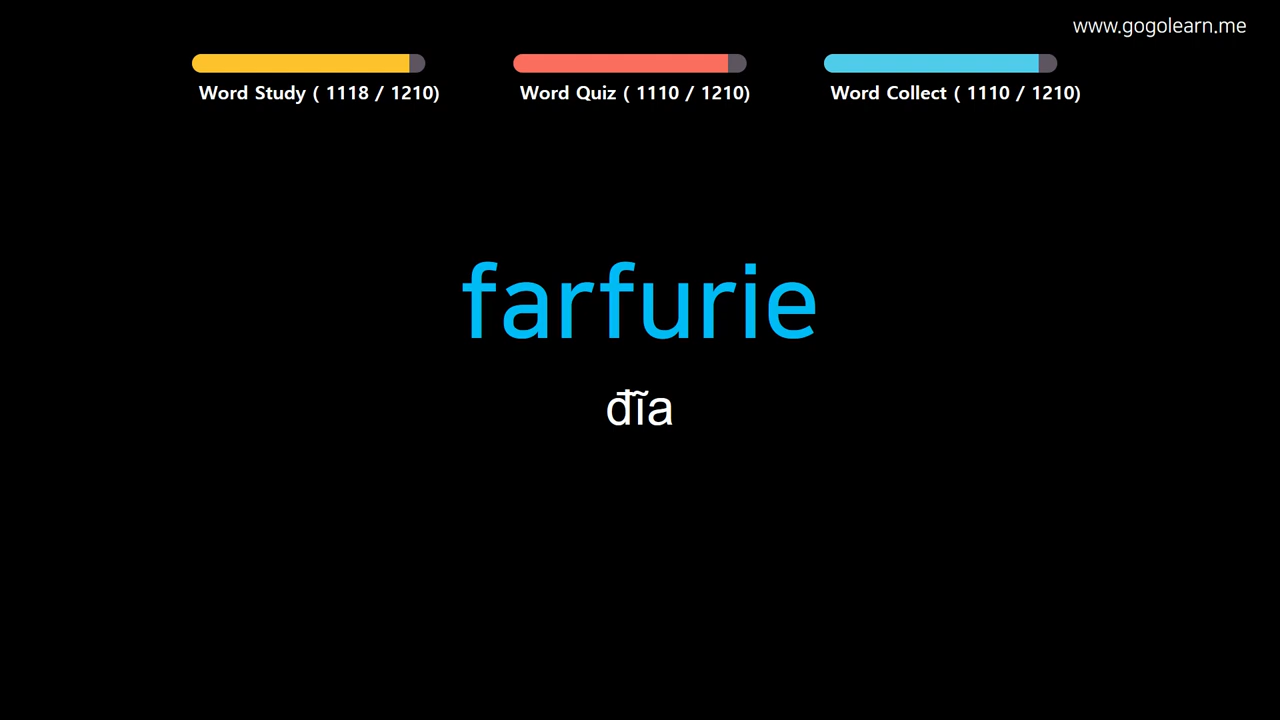 www.gogolearn.me
Word Study ( 1118 / 1210)
Word Quiz ( 1110 / 1210)
Word Collect ( 1110 / 1210)
farfurie
đĩa